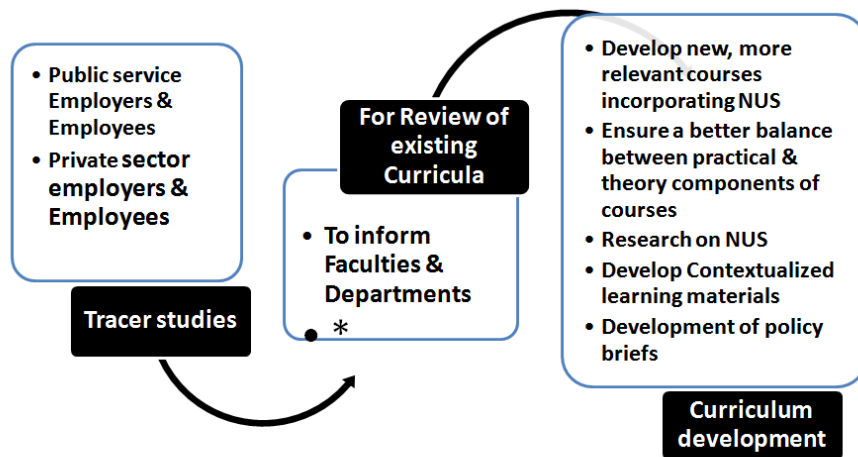 • Public service
Employers &
Employees
• Private sector
employers &
Employees
Tracer studies
For Review of
existing
Curricula
• To inform
Faculties &
Departments
• *
• Develop new, more
relevant courses
incorporating NUS
• Ensure a better balance
between practical &
theory components of
courses
• Research on NUS
• Develop Contextualized
learning materials
• Development of policy
briefs
Curriculum
development